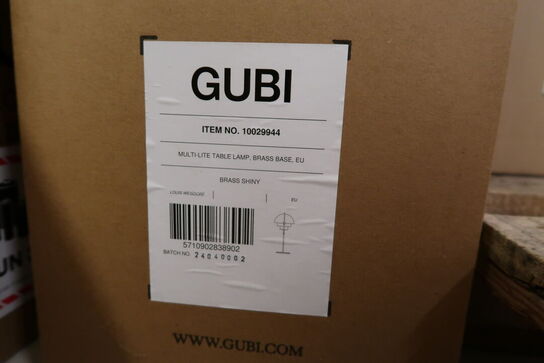 GUBI
ITEM NO. 10029944
MULTI-LITE TABLE LAMP, BRASS BASE, EU
BRASS SHINY
LOUIS WEISDORF EU
5710902838902
BATCH NO. 24040002
WWW.GUBI.COM
UN